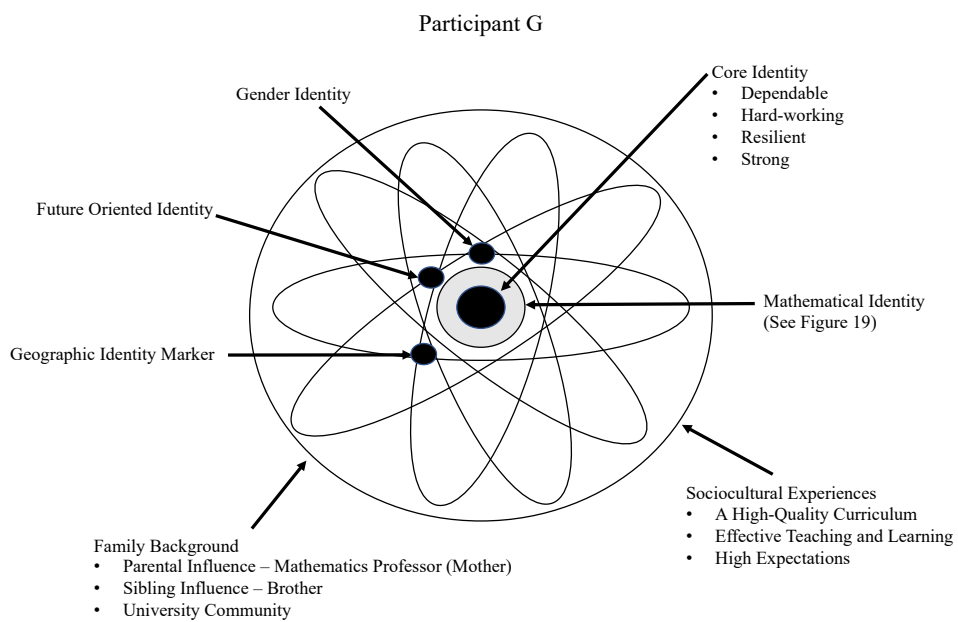 Participant G
Gender Identity
Core Identity
• Dependable
• Hard-working
• Resilient
• Strong
Future Oriented Identity
Mathematical Identity
(See Figure 19)
Geographic Identity Marker
Sociocultural Experiences
• A High-Quality Curriculum
• Effective Teaching and Learning
• High Expectations
Family Background
• Parental Influence – Mathematics Professor (Mother)
• Sibling Influence – Brother
• University Community